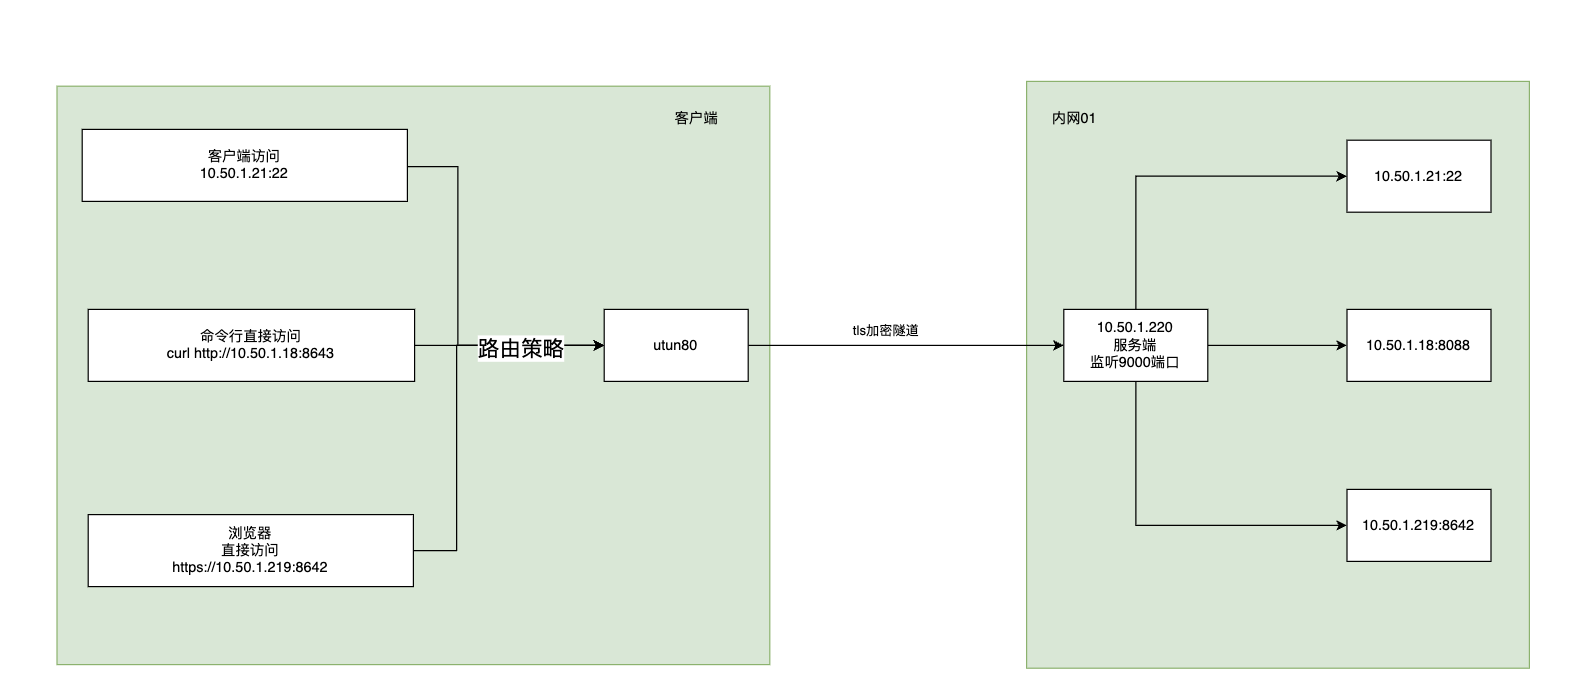 客户端
客户端访问
10.50.1.21:22
命令行直接访问
curl http://10.50.1.18:8643
浏览器
直接访问
https://10.50.1.219:8642
路由策略
utun80
tls加密隧道
内网01
10.50.1.220
服务端
监听9000端口
10.50.1.21:22
10.50.1.18:8088
10.50.1.219:8642